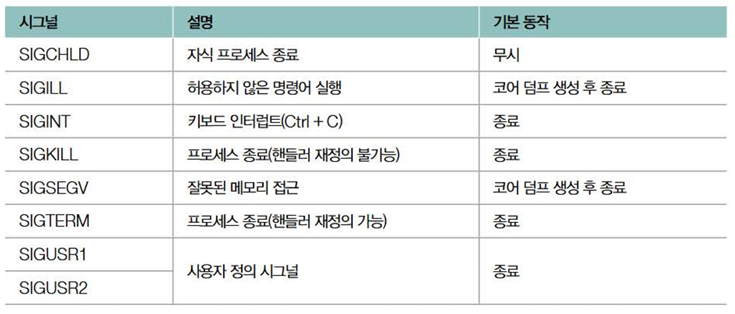 시그널 설명 기본 동작
SIGCHLD 자식 프로세스 종료 무시
SIGILL 허용하지 않은 명령어 실행 코어 덤프 생성 후 종료
SIGINT 키보드 인터럽트(Ctrl + C) 종료
SIGKILL 프로세스 종료(핸들러 재정의 불가능) 종료
SIGSEGV 잘못된 메모리 접근 코어 덤프 생성 후 종료
SIGTERM 프로세스 종료(핸들러 재정의 가능) 종료
SIGUSR1
사용자 정의 시그널 종료
SIGUSR2